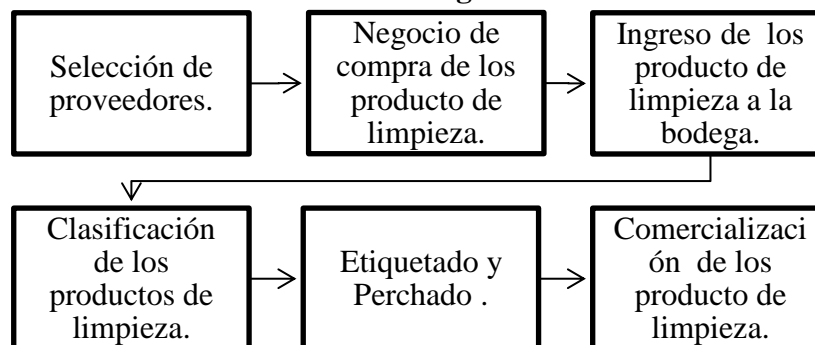 Selección de
proveedores.
Negocio de
compra de los
producto de
limpieza.
Ingreso de los
producto de
limpieza a la
bodega.
Clasificación
de los
productos de
limpieza.
Etiquetado y
Perchado .
Comercializaci
ón de los
producto de
limpieza.